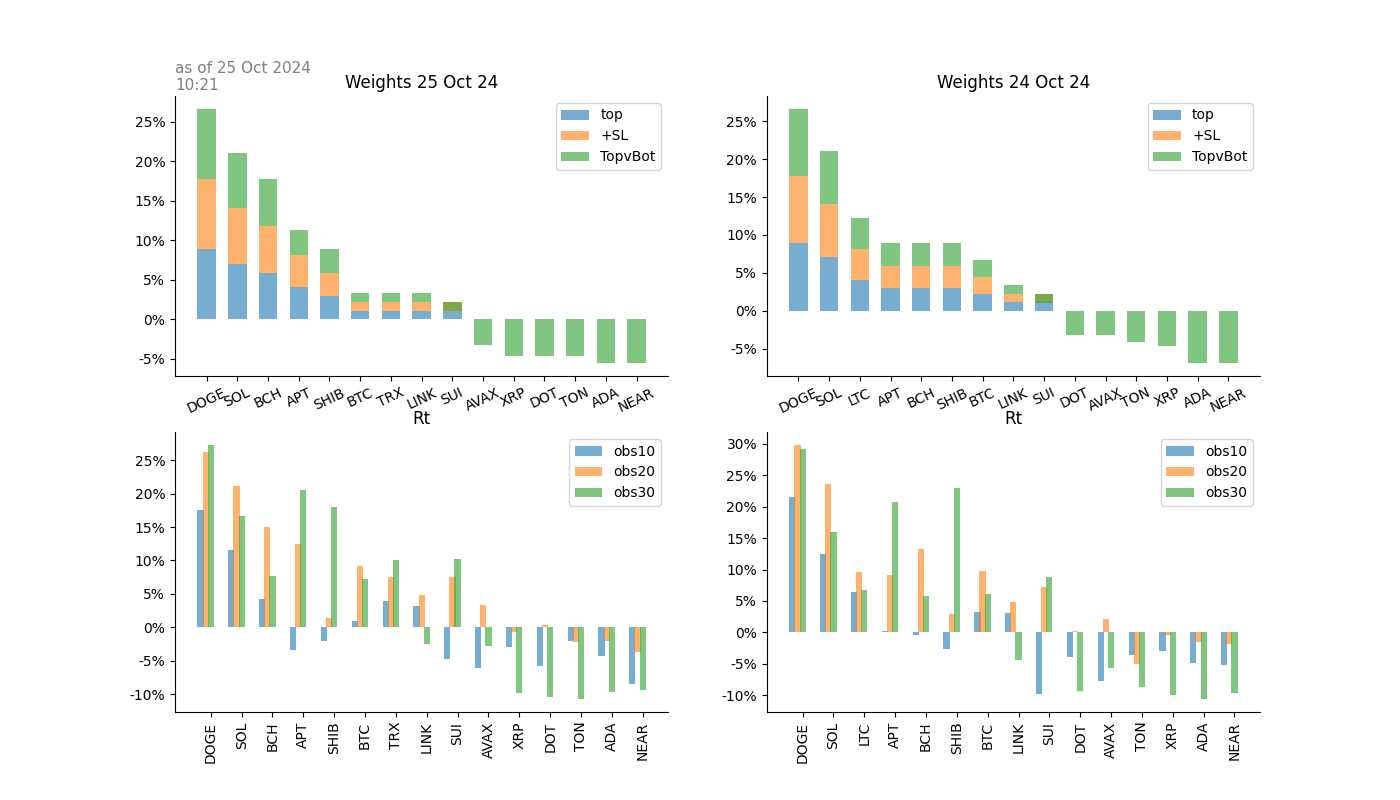 as of 25 Oct 2024
10:21
Weights 25 Oct 24
25%
20%
15%
10%
5%
0%
-5%
top
+SL
TopvBot
DOGE SOL BCH APT SHIB BTC TRX LINK SUI AVAX XRP DOT TON ADA NEAR
Weights 24 Oct 24
25%
20%
15%
10%
5%
0%
-5%
top
+SL
TopvBot
DOGE SOL LTC APT BCH SHIB BTC LINK SUI DOT AVAX TON XRP ADA NEAR
Rt
25%
20%
15%
10%
5%
0%
-5%
-10%
obs10
obs20
obs30
DOGE SOL BCH APT SHIB BTC TRX LINK SUI AVAX XRP DOT TON ADA NEAR
Rt
30%
25%
20%
15%
10%
5%
0%
-5%
-10%
obs10
obs20
obs30
DOGE SOL LTC APT BCH SHIB BTC LINK SUI DOT AVAX TON XRP ADA NEAR